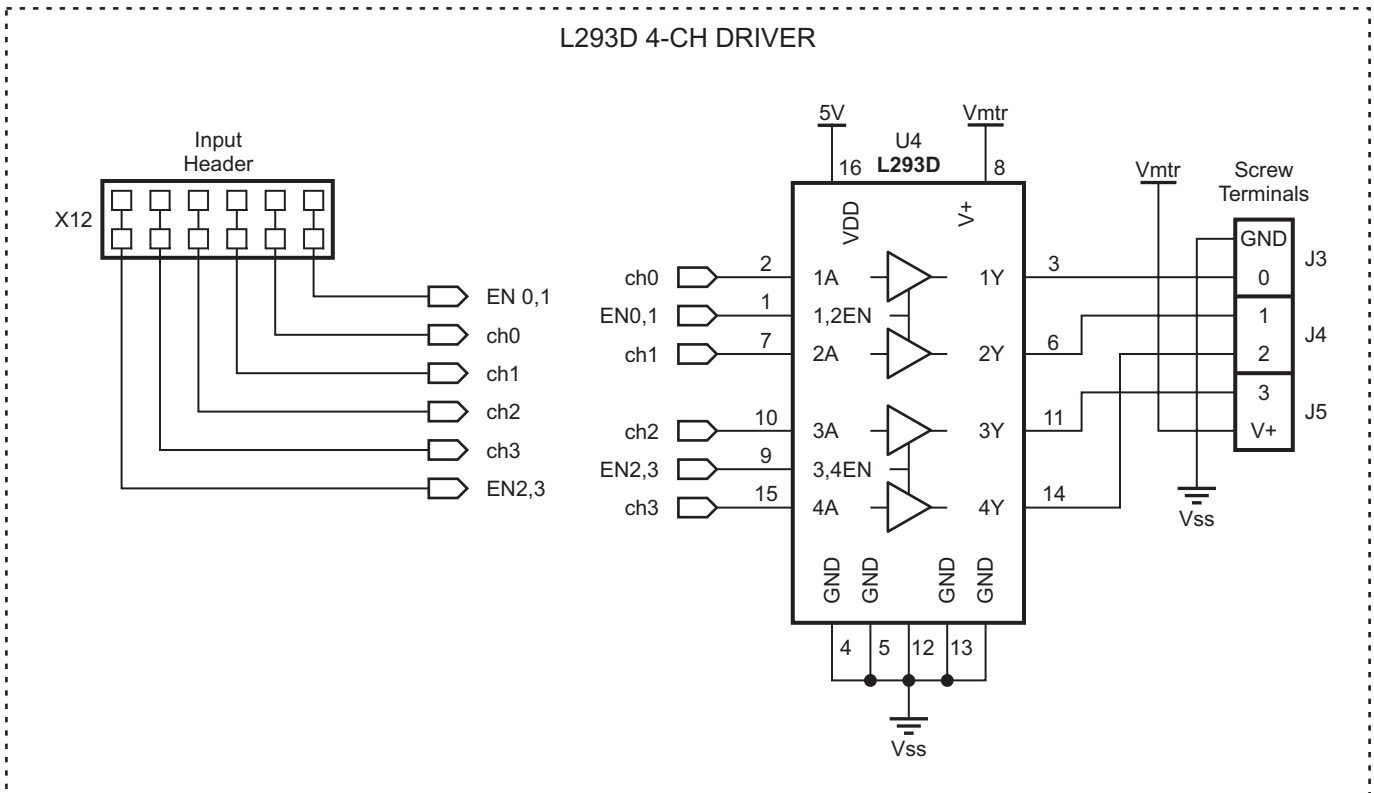 L293D 4-CH DRIVER
Input
Header
X12
EN 0,1
ch0
ch1
ch2
ch3
EN2,3
5V
Vmtr
U4
L293D
16
8
VDD
V+
ch0
2
1A
1Y
3
EN0,1
1
1,2EN
ch1
7
2A
2Y
6
ch2
10
3A
3Y
11
EN2,3
9
3,4EN
ch3
15
4A
4Y
14
GND
GND
GND
GND
4
5
12
13
Vss
Vmtr
Screw
Terminals
GND
J3
0
1
J4
2
3
J5
V+
Vss